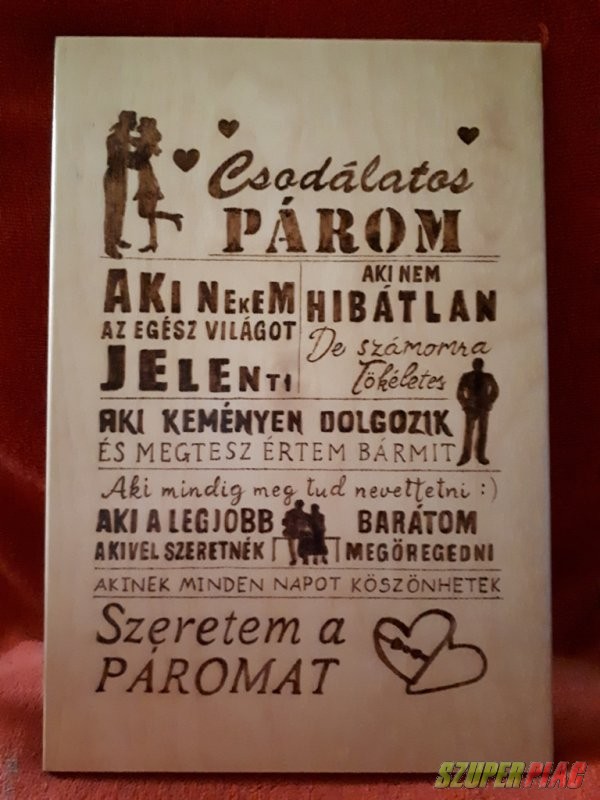 Csodálatos
PÁROM
AKI NEKEM
AZ EGÉSZ VILÁGOT
JELENTI
AKI NEM
HIBÁTLAN
De számomra
Tökéletes
AKI KEMÉNYEN DOLGOZIK
ÉS MEGTESZ ÉRTEM BÁRMIT
Aki mindig meg tud nevettetni :)
AKI A LEGJOBB BARÁTOM
AKIVEL SZERETNÉK MEGÖREGEDNI
AKINEK MINDEN NAPOT KÖSZÖNHETEK
Szeretem a
PÁROMAT
SZUPERPIAC